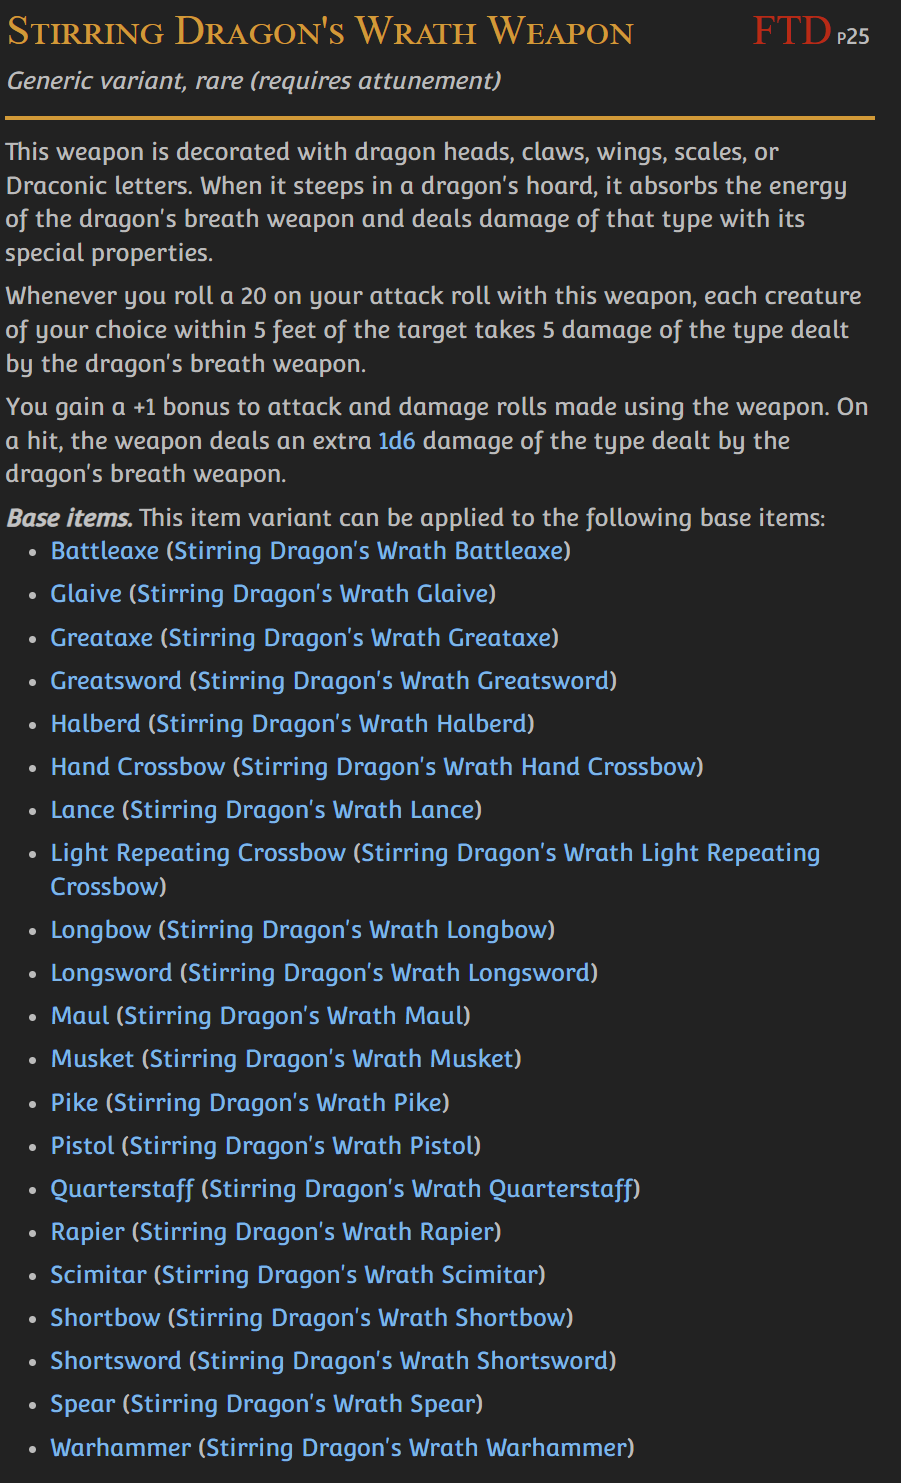 Stirring Dragon's Wrath Weapon FTD p25
Generic variant, rare (requires attunement)
This weapon is decorated with dragon heads, claws, wings, scales, or
Draconic letters. When it steeps in a dragon's hoard, it absorbs the energy
of the dragon's breath weapon and deals damage of that type with its
special properties.
Whenever you roll a 20 on your attack roll with this weapon, each creature
of your choice within 5 feet of the target takes 5 damage of the type dealt
by the dragon's breath weapon.
You gain a +1 bonus to attack and damage rolls made using the weapon. On
a hit, the weapon deals an extra 1d6 damage of the type dealt by the
dragon's breath weapon.
Base items. This item variant can be applied to the following base items:
• Battleaxe (Stirring Dragon's Wrath Battleaxe)
• Glaive (Stirring Dragon's Wrath Glaive)
• Greataxe (Stirring Dragon's Wrath Greataxe)
• Greatsword (Stirring Dragon's Wrath Greatsword)
• Halberd (Stirring Dragon's Wrath Halberd)
• Hand Crossbow (Stirring Dragon's Wrath Hand Crossbow)
• Lance (Stirring Dragon's Wrath Lance)
• Light Repeating Crossbow (Stirring Dragon's Wrath Light Repeating
Crossbow)
• Longbow (Stirring Dragon's Wrath Longbow)
• Longsword (Stirring Dragon's Wrath Longsword)
• Maul (Stirring Dragon's Wrath Maul)
• Musket (Stirring Dragon's Wrath Musket)
• Pike (Stirring Dragon's Wrath Pike)
• Pistol (Stirring Dragon's Wrath Pistol)
• Quarterstaff (Stirring Dragon's Wrath Quarterstaff)
• Rapier (Stirring Dragon's Wrath Rapier)
• Scimitar (Stirring Dragon's Wrath Scimitar)
• Shortbow (Stirring Dragon's Wrath Shortbow)
• Shortsword (Stirring Dragon's Wrath Shortsword)
• Spear (Stirring Dragon's Wrath Spear)
• Warhammer (Stirring Dragon's Wrath Warhammer)